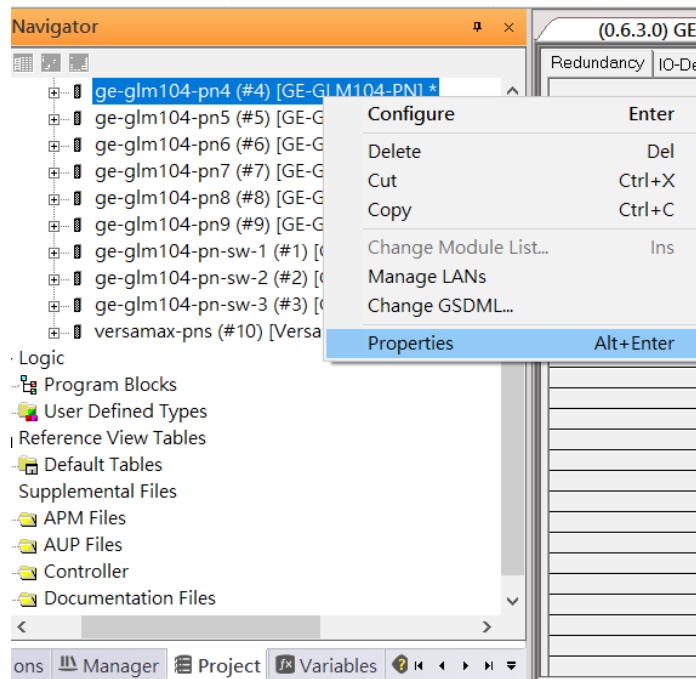 Navigator
(0.6.3.0) GE
Redundancy IO-De
ge-glm104-pn4 (#4) [GE-GLM104-PN] *
ge-glm104-pn5 (#5) [GE-G
ge-glm104-pn6 (#6) [GE-G
ge-glm104-pn7 (#7) [GE-G
ge-glm104-pn8 (#8) [GE-G
ge-glm104-pn9 (#9) [GE-G
ge-glm104-pn-sw-1 (#1) [
ge-glm104-pn-sw-2 (#2) [
ge-glm104-pn-sw-3 (#3) [
versamax-pns (#10) [Versa
Configure Enter
Delete Del
Cut Ctrl+X
Copy Ctrl+C
Change Module List... Ins
Manage LANs
Change GSDML...
Properties Alt+Enter
Logic
Program Blocks
User Defined Types
Reference View Tables
Default Tables
Supplemental Files
APM Files
AUP Files
Controller
Documentation Files
ons Manager Project Variables